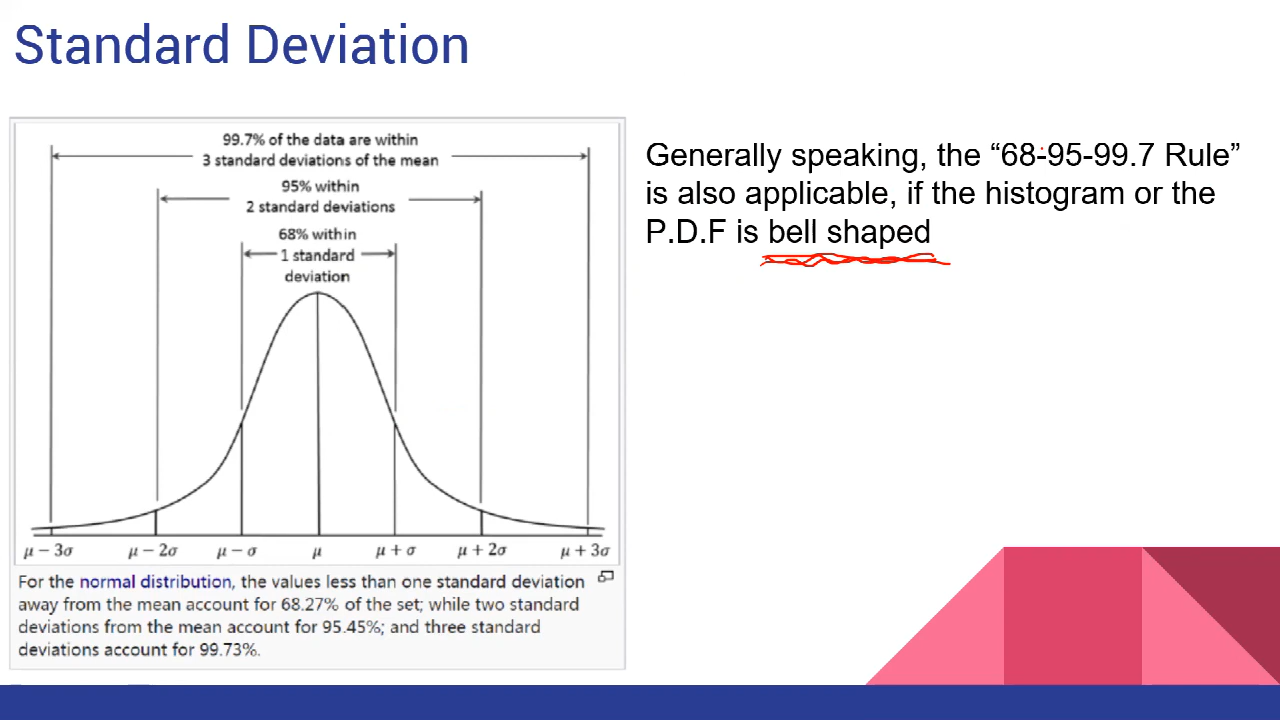 Standard Deviation
99.7% of the data are within
3 standard deviations of the mean
95% within
2 standard deviations
68% within
1 standard
deviation
μ − 3σ μ − 2σ μ − σ μ μ + σ μ + 2σ μ + 3σ
For the normal distribution, the values less than one standard deviation
away from the mean account for 68.27% of the set; while two standard
deviations from the mean account for 95.45%; and three standard
deviations account for 99.73%.
Generally speaking, the “68-95-99.7 Rule”
is also applicable, if the histogram or the
P.D.F is bell shaped